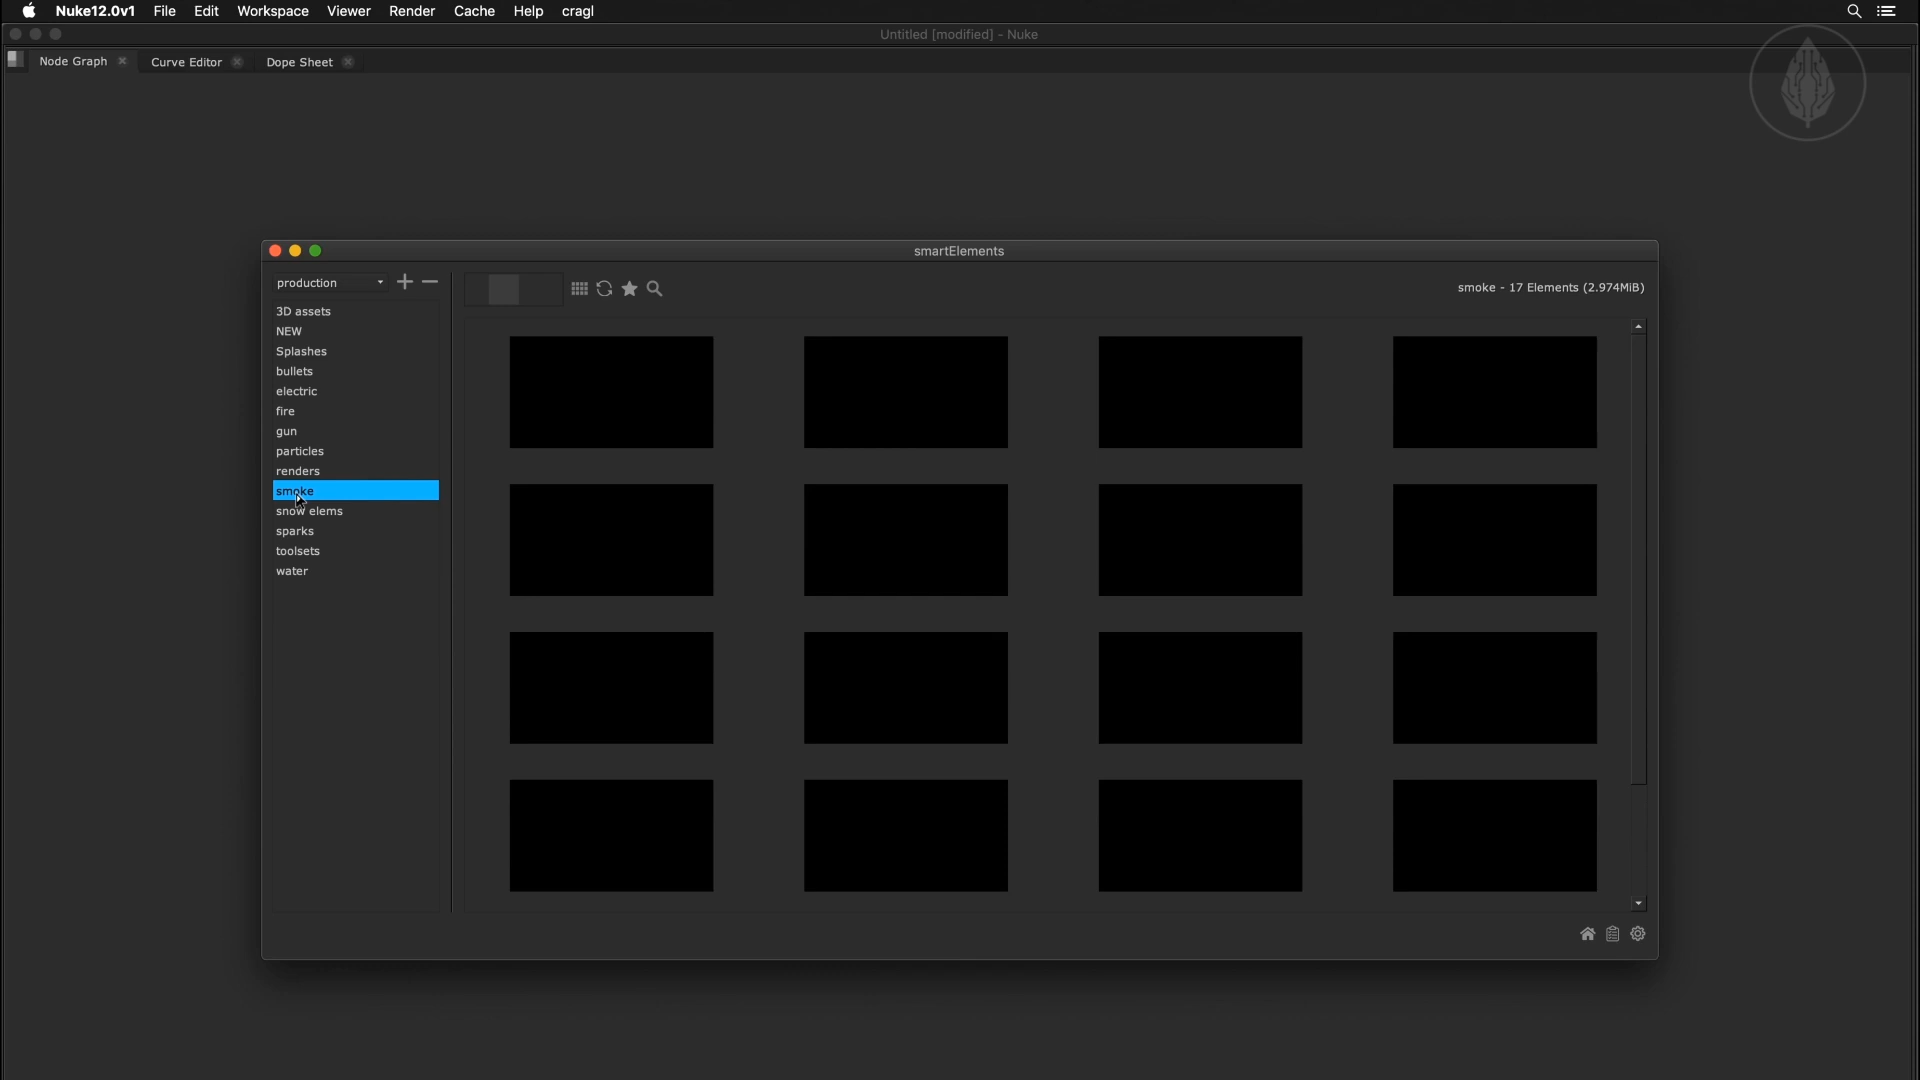 Nuke12.0v1 File Edit Workspace Viewer Render Cache Help cragl
Untitled [modified] - Nuke
Node Graph Curve Editor Dope Sheet
smartElements
production
smoke - 17 Elements (2.974MiB)
3D assets
NEW
Splashes
bullets
electric
fire
gun
particles
renders
smoke
snow elems
sparks
toolsets
water